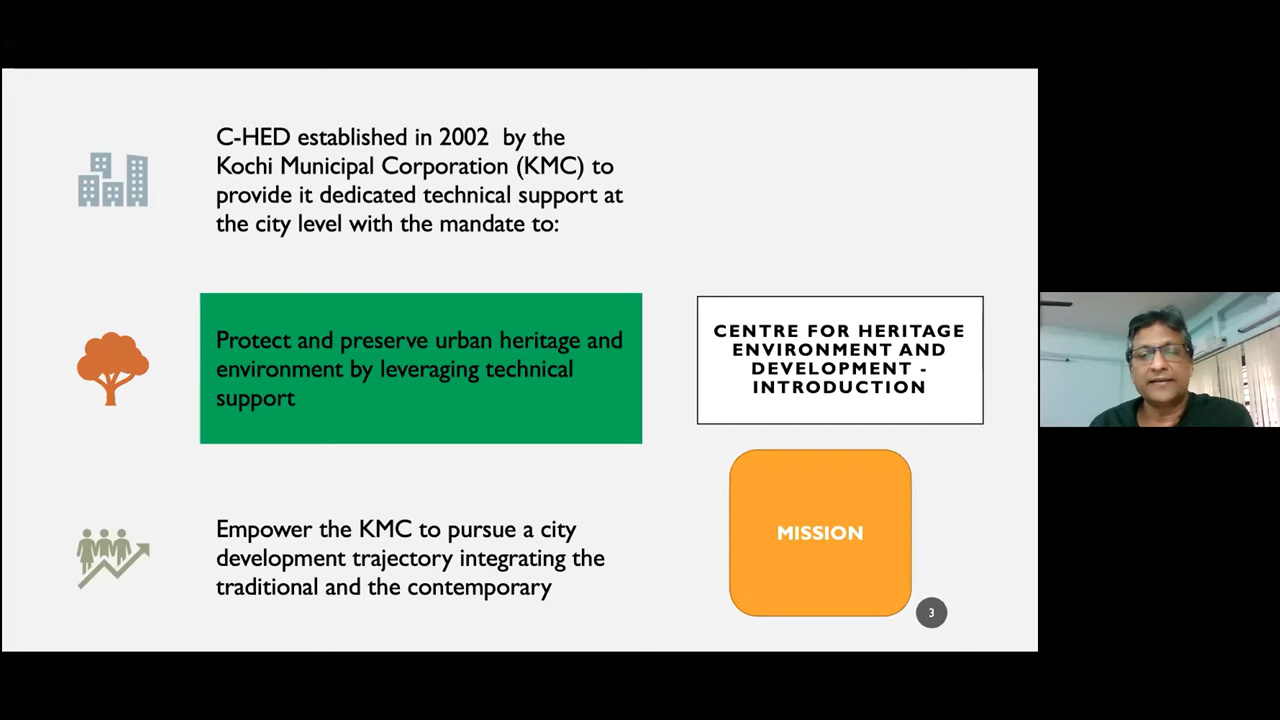 C-HED established in 2002 by the
Kochi Municipal Corporation (KMC) to
provide it dedicated technical support at
the city level with the mandate to:
Protect and preserve urban heritage and
environment by leveraging technical
support
Empower the KMC to pursue a city
development trajectory integrating the
traditional and the contemporary
CENTRE FOR HERITAGE
ENVIRONMENT AND
DEVELOPMENT -
INTRODUCTION
MISSION
3